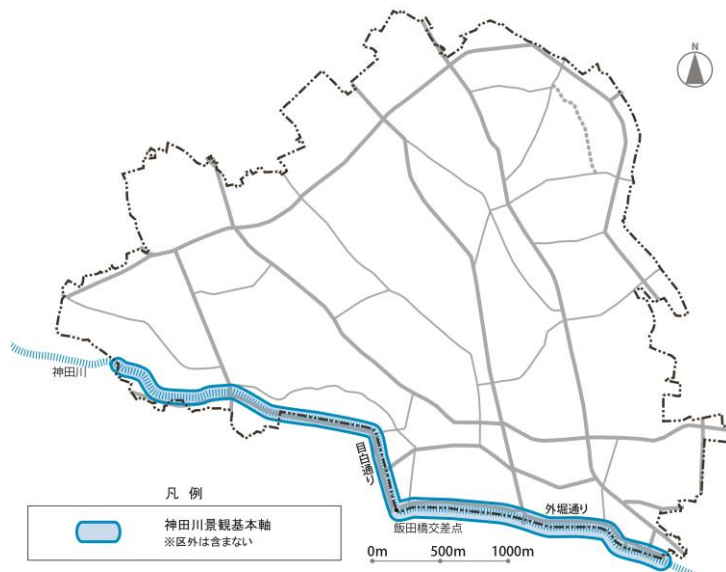 N
神田川
目白通り
外堀通り
飯田橋交差点
凡 例
神田川景観基本軸
※区外は含まない
0m 500m 1000m